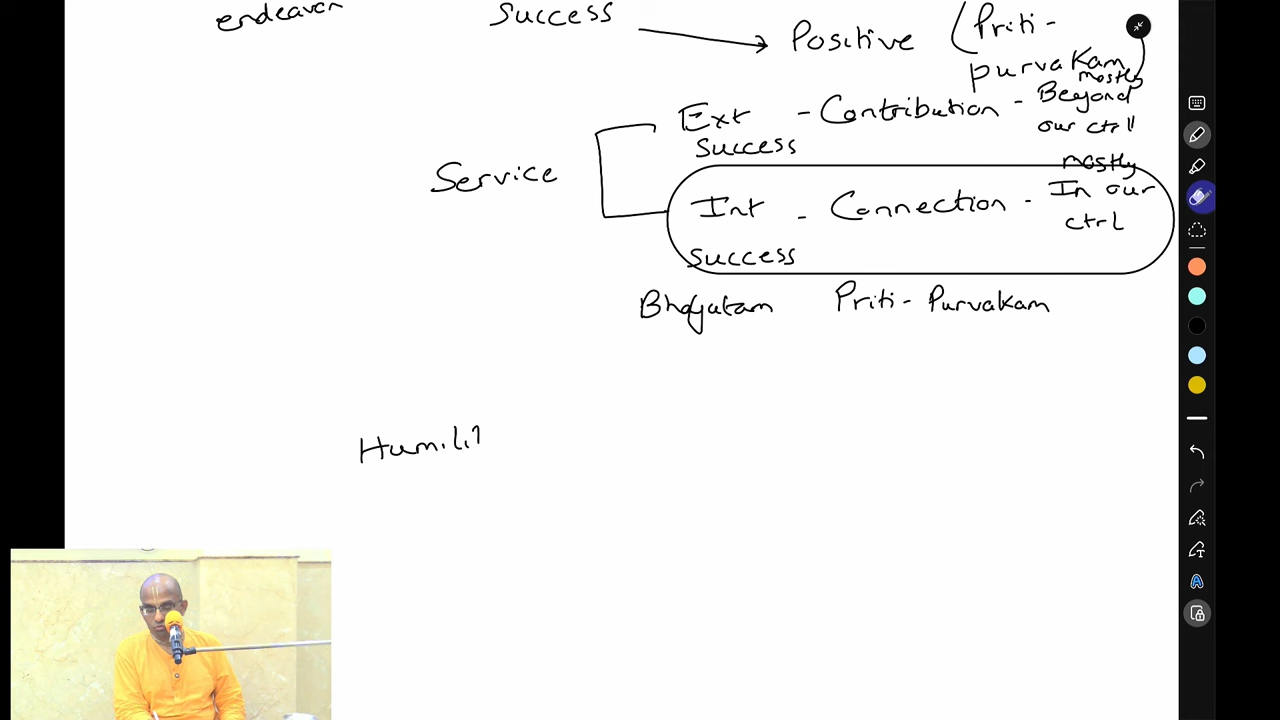 endeavor
Success
Positive (Priti-
purvakam
Ext - Contribution - mostly Beyond
Success our ctrl
Service
Int - Connection - mostly In our
Success ctrl
Bhajatam Priti-Purvakam
Humili